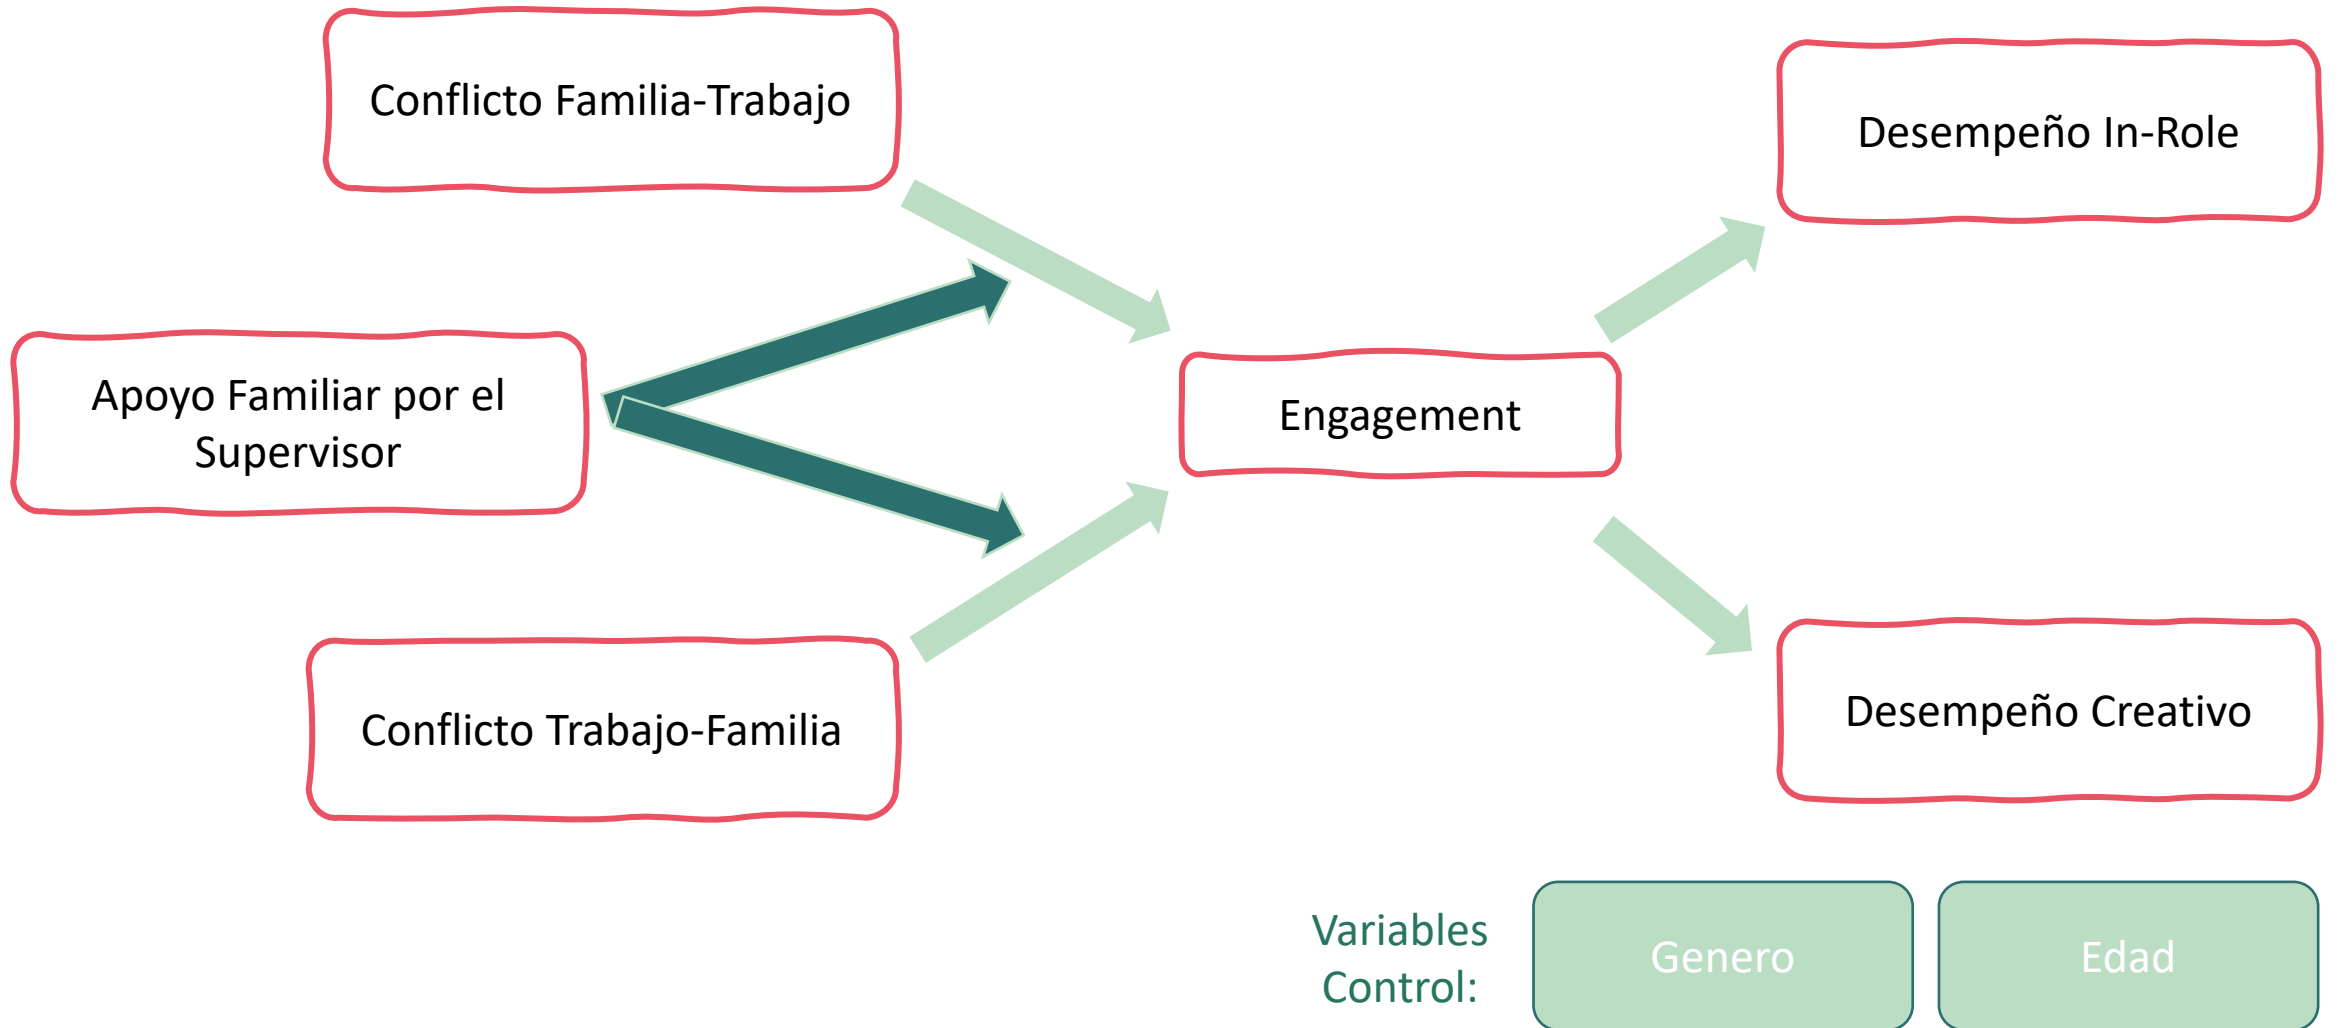 Conflicto Familia-Trabajo
Desempeño In-Role
Apoyo Familiar por el
Supervisor
Engagement
Conflicto Trabajo-Familia
Desempeño Creativo
Variables
Control:
Genero
Edad